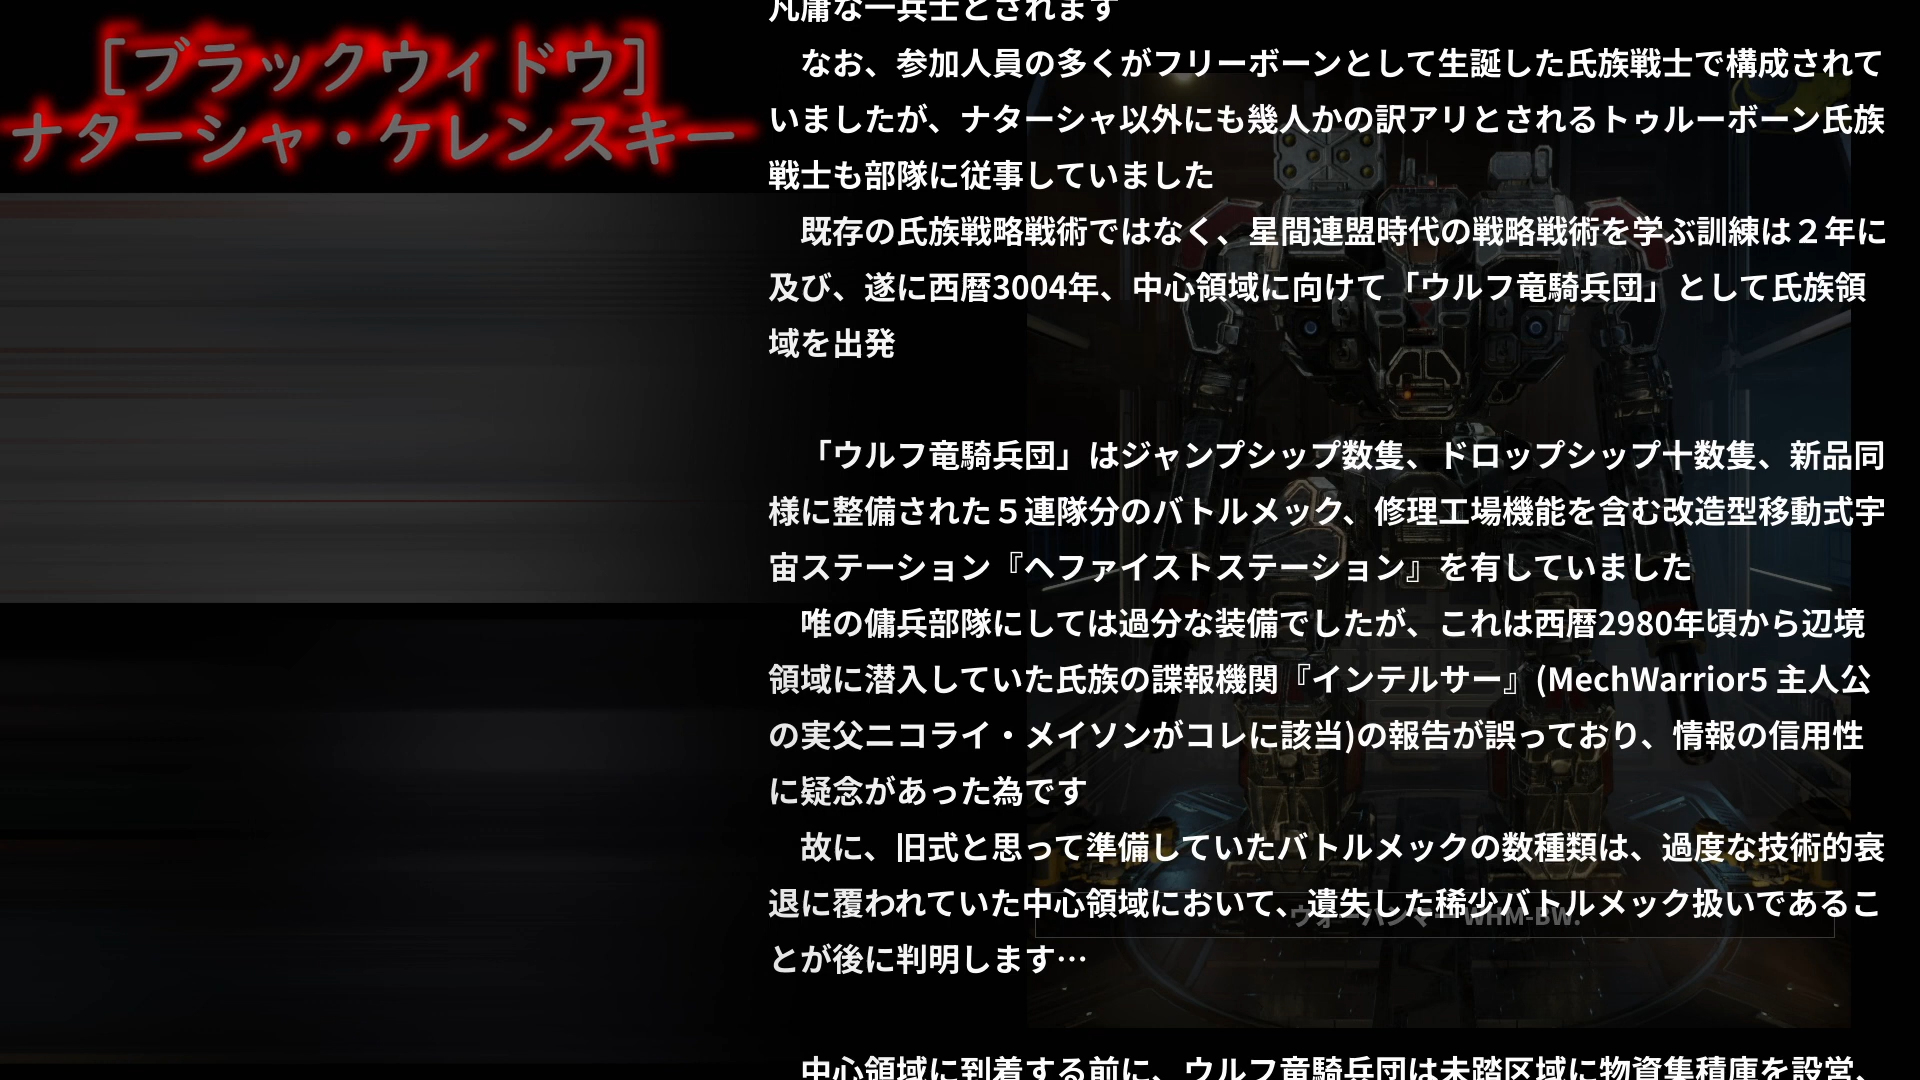 [ブラックウィドウ]
ナターシャ・ケレンスキー
凡庸な一兵士とされます
なお、参加人員の多くがフリーボーンとして生誕した氏族戦士で構成されて
いましたが、ナターシャ以外にも幾人かの訳アリとされるトゥルーボーン氏族
戦士も部隊に従事していました
既存の氏族戦略戦術ではなく、星間連盟時代の戦略戦術を学ぶ訓練は２年に
及び、遂に西暦3004年、中心領域に向けて「ウルフ竜騎兵団」として氏族領
域を出発
「ウルフ竜騎兵団」はジャンプシップ数隻、ドロップシップ十数隻、新品同
様に整備された５連隊分のバトルメック、修理工場機能を含む改造型移動式宇
宙ステーション『ヘファイストステーション』を有していました
唯の傭兵部隊にしては過分な装備でしたが、これは西暦2980年頃から辺境
領域に潜入していた氏族の諜報機関『インテルサー』(MechWarrior5 主人公
の実父ニコライ・メイソンがコレに該当)の報告が誤っており、情報の信用性
に疑念があった為です
故に、旧式と思って準備していたバトルメックの数種類は、過度な技術的衰
退に覆われていた中心領域において、遺失した稀少バトルメック扱いであるこ
とが後に判明します…
ウォーハンマー WHM-BW.
中心領域に到着する前に、ウルフ竜騎兵団は未踏区域に物資集積庫を設営、